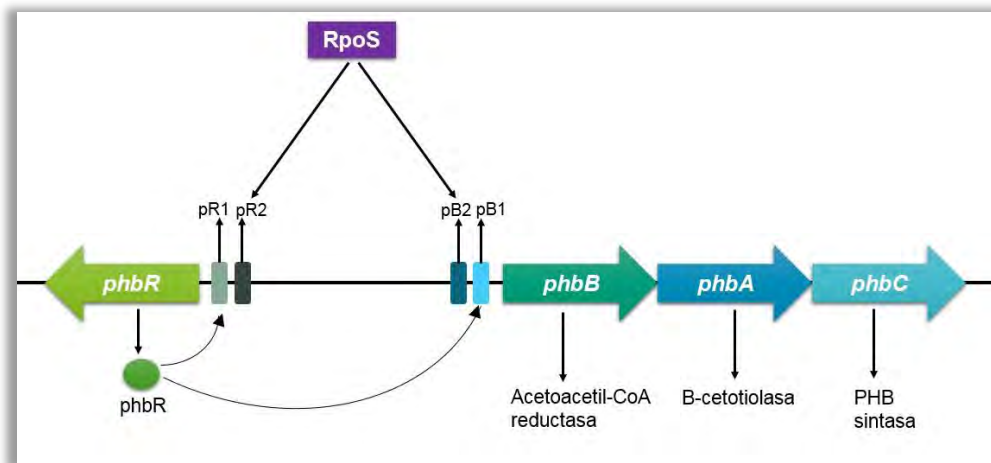 RpoS
pR1 pR2
pB2 pB1
phbR
phbB
phbA
phbC
phbR
Acetoacetil-CoA
reductasa
B-cetotiolasa
PHB
sintasa